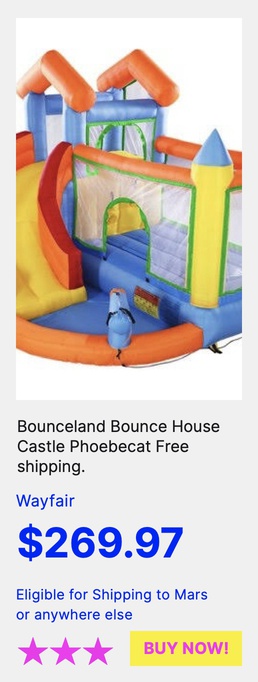 Bounceland Bounce House
Castle Phoebecat Free
shipping.
Wayfair
$269.97
Eligible for Shipping to Mars
or anywhere else
BUY NOW!